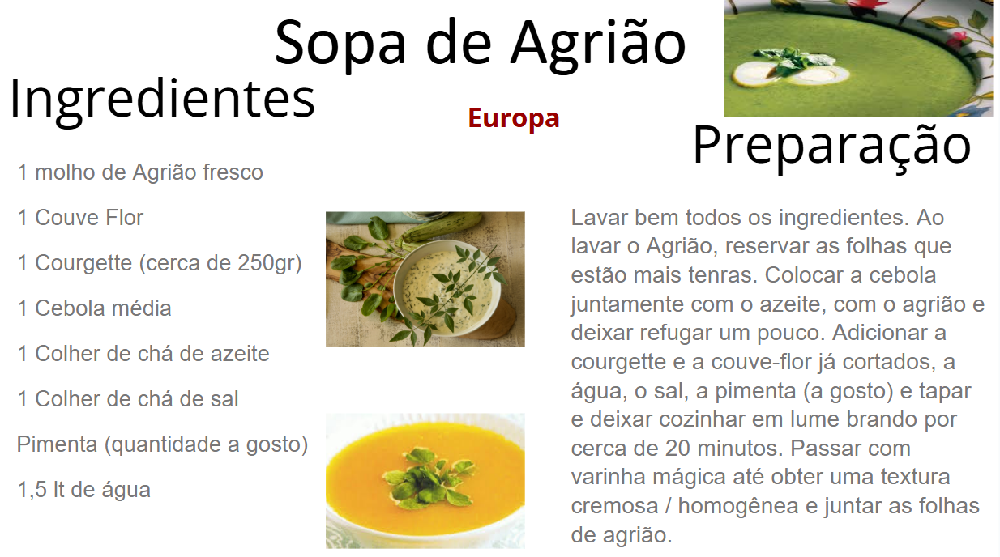 Sopa de Agrião
Europa
Ingredientes
1 molho de Agrião fresco
1 Couve Flor
1 Courgette (cerca de 250gr)
1 Cebola média
1 Colher de chá de azeite
1 Colher de chá de sal
Pimenta (quantidade a gosto)
1,5 lt de água
Preparação
Lavar bem todos os ingredientes. Ao
lavar o Agrião, reservar as folhas que
estão mais tenras. Colocar a cebola
juntamente com o azeite, com o agrião e
deixar refugar um pouco. Adicionar a
courgette e a couve-flor já cortados, a
água, o sal, a pimenta (a gosto) e tapar
e deixar cozinhar em lume brando por
cerca de 20 minutos. Passar com
varinha mágica até obter uma textura
cremosa / homogênea e juntar as folhas
de agrião.